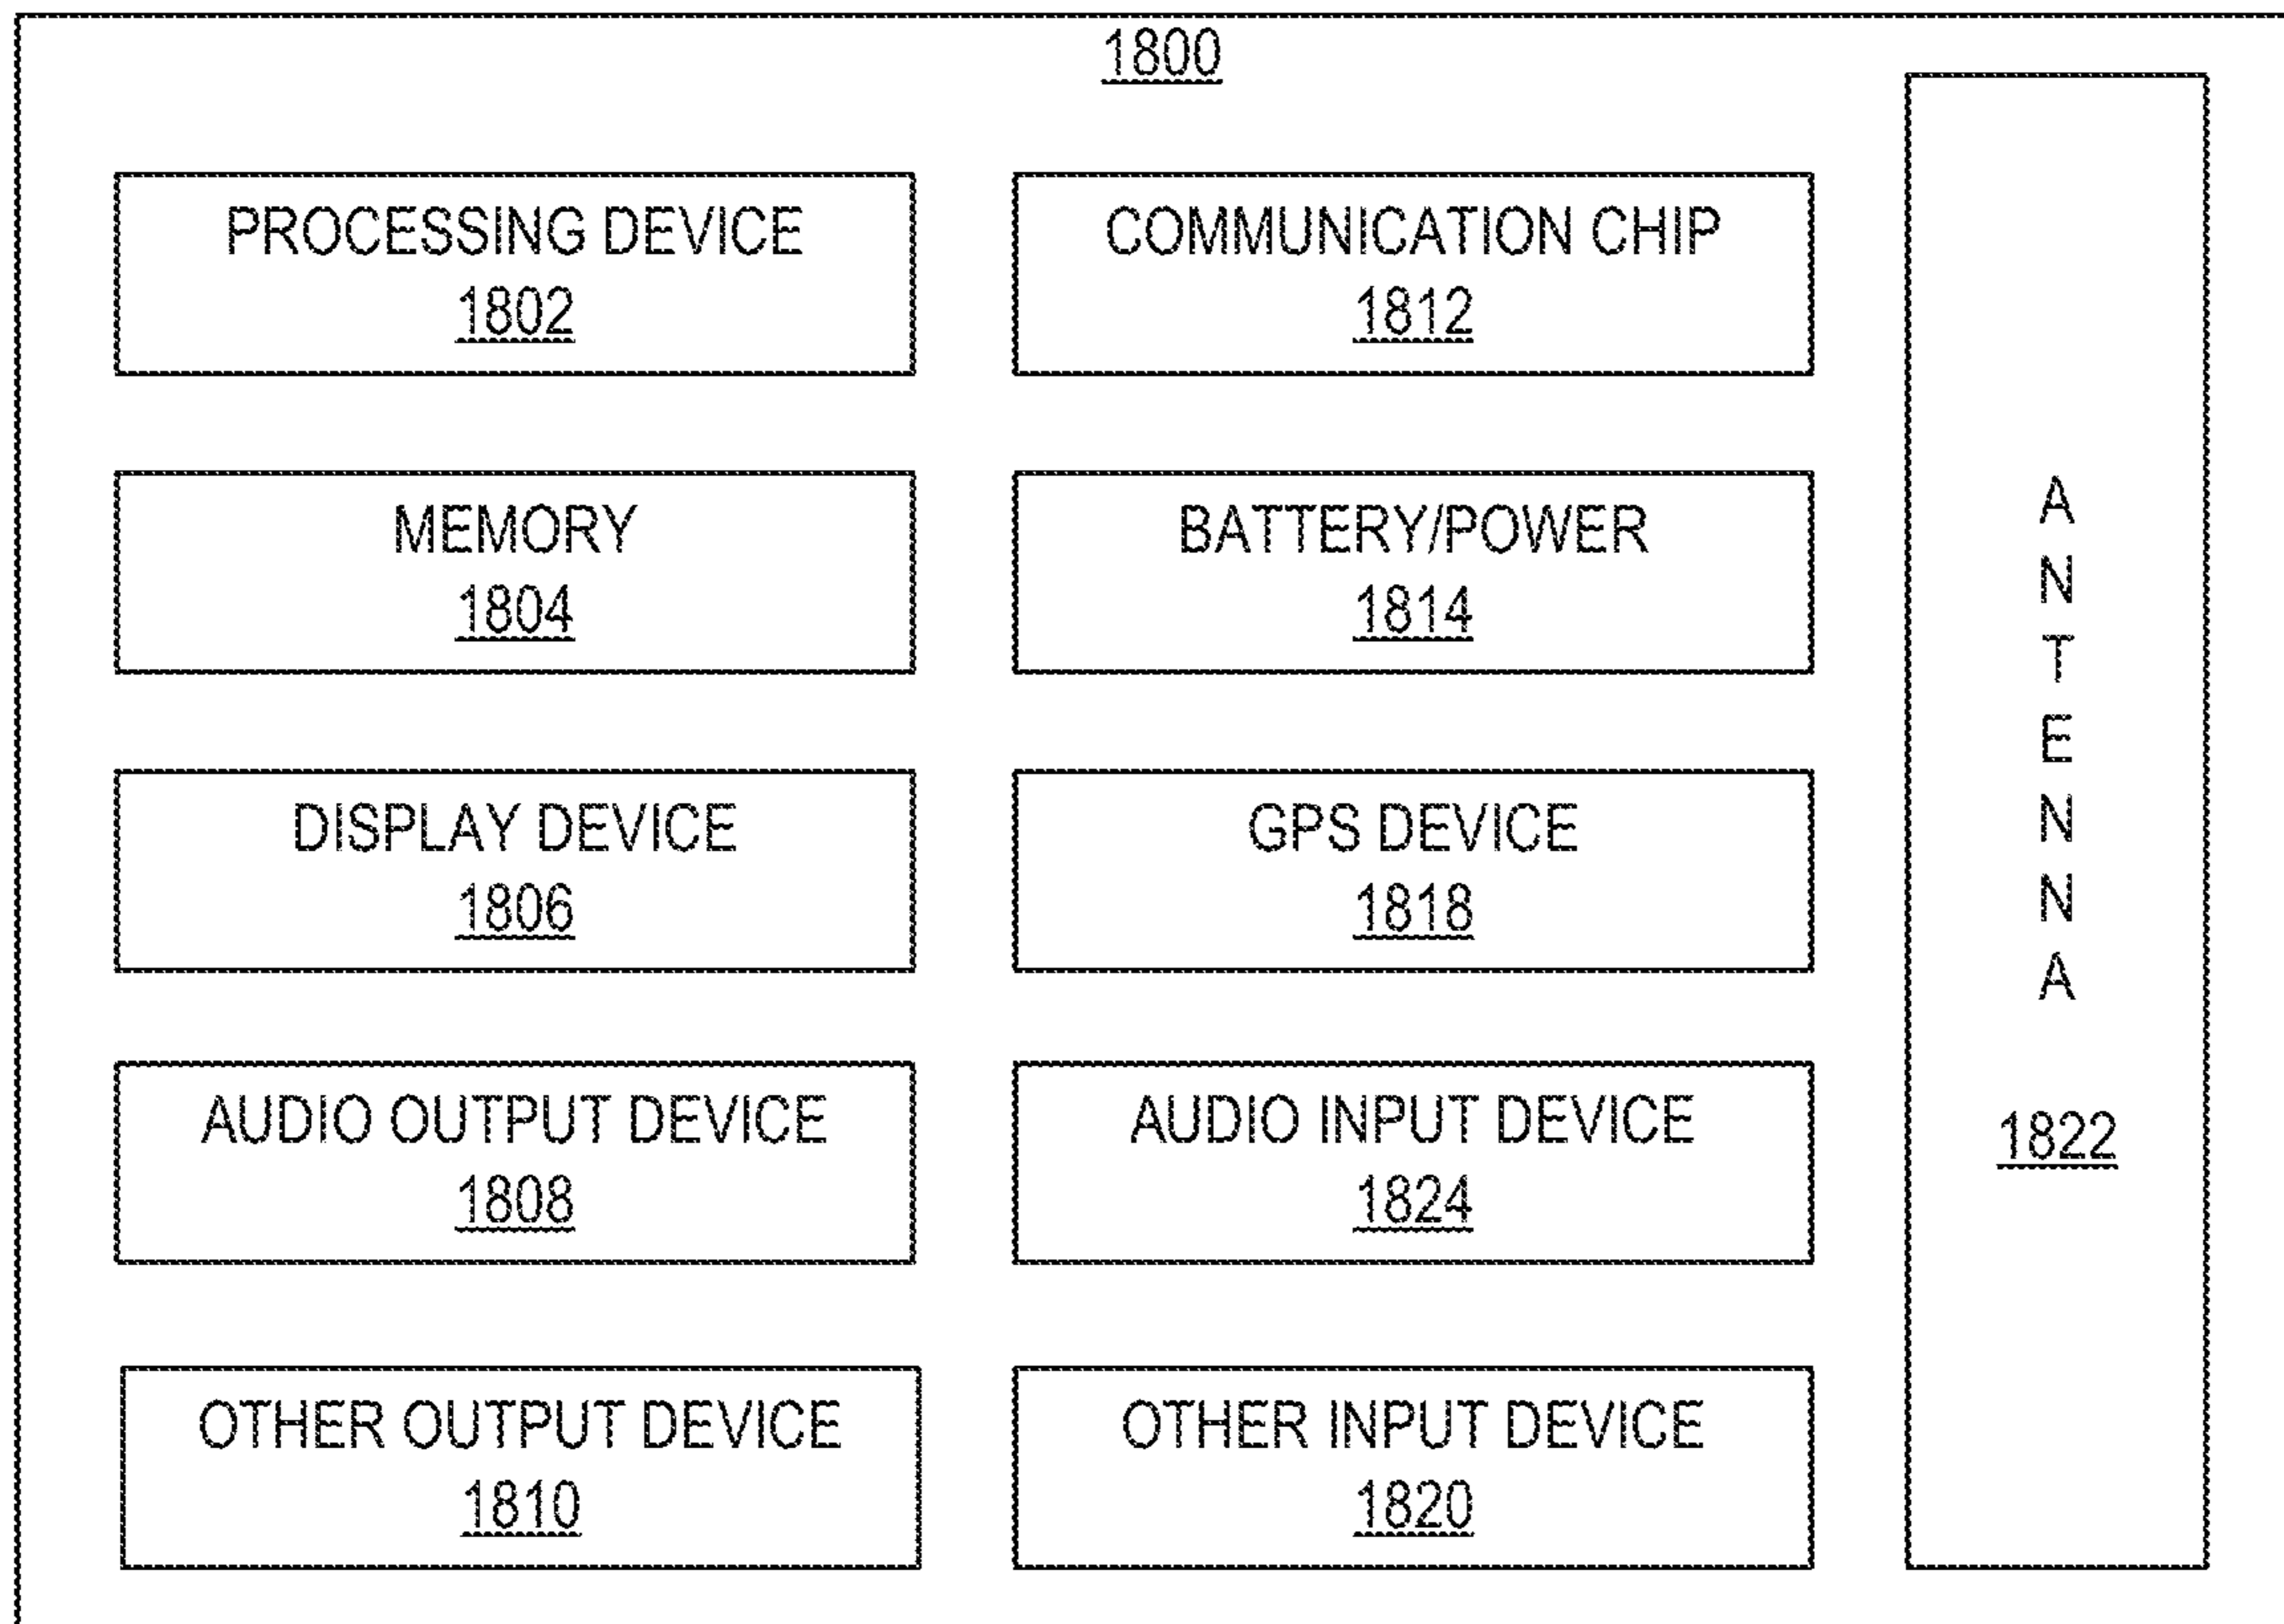 1800
PROCESSING DEVICE
1802
COMMUNICATION CHIP
1812
MEMORY
1804
BATTERY/POWER
1814
DISPLAY DEVICE
1806
GPS DEVICE
1818
AUDIO OUTPUT DEVICE
1808
AUDIO INPUT DEVICE
1824
OTHER OUTPUT DEVICE
1810
OTHER INPUT DEVICE
1820
ANTENNA
1822